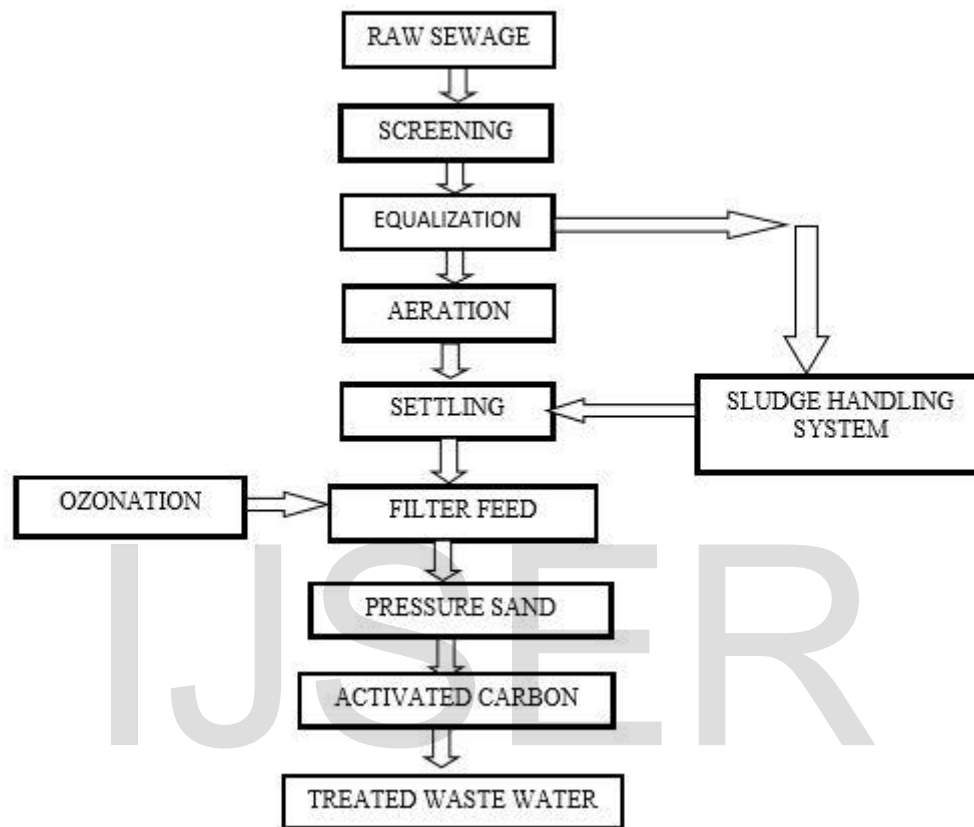 RAW SEWAGE
SCREENING
EQUALIZATION
AERATION
SETTLING
SLUDGE HANDLING
SYSTEM
OZONATION
FILTER FEED
PRESSURE SAND
ACTIVATED CARBON
TREATED WASTE WATER
IJSER